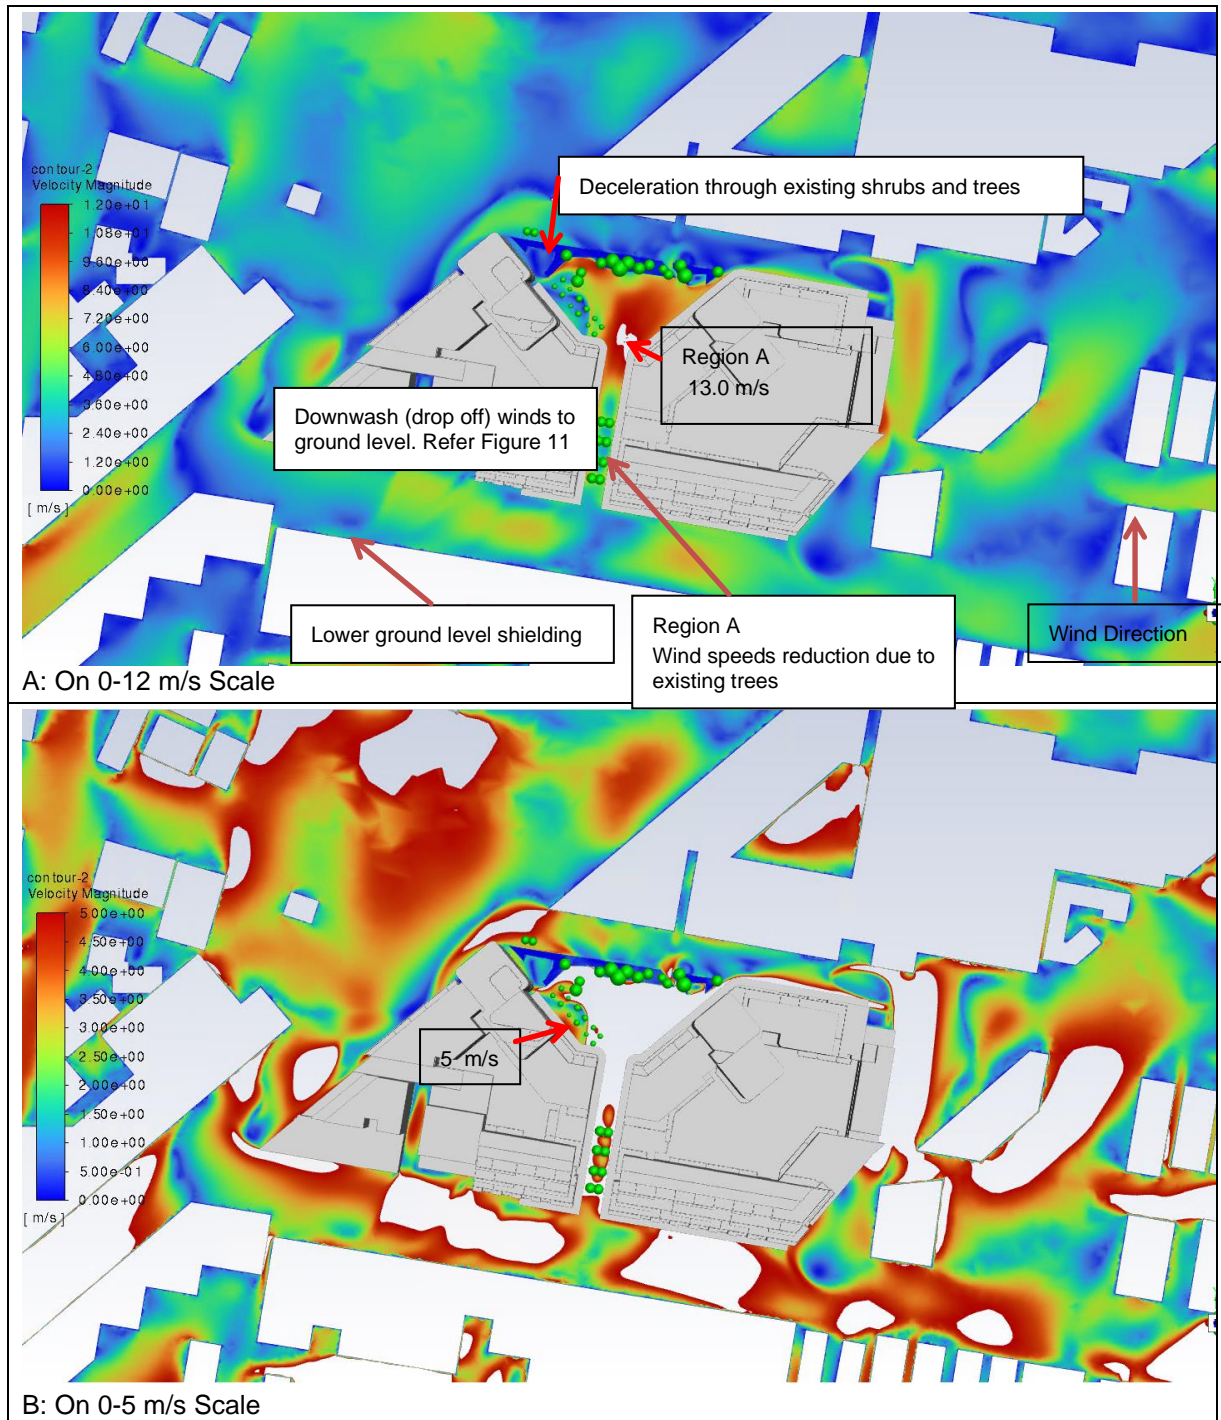 Deceleration through existing shrubs and trees
contour-2
Velocity Magnitude
1.20e+01
1.08e+01
9.60e+00
8.40e+00
7.20e+00
6.00e+00
4.80e+00
3.60e+00
2.40e+00
1.20e+00
0.00e+00
[ m/s ]
Region A
13.0 m/s
Downwash (drop off) winds to
ground level. Refer Figure 11
Lower ground level shielding
Region A
Wind speeds reduction due to
existing trees
Wind Direction
A: On 0-12 m/s Scale
contour-2
Velocity Magnitude
5.00e+00
4.50e+00
4.00e+00
3.50e+00
3.00e+00
2.50e+00
2.00e+00
1.50e+00
1.00e+00
5.00e-01
0.00e+00
[ m/s ]
5 m/s
B: On 0-5 m/s Scale